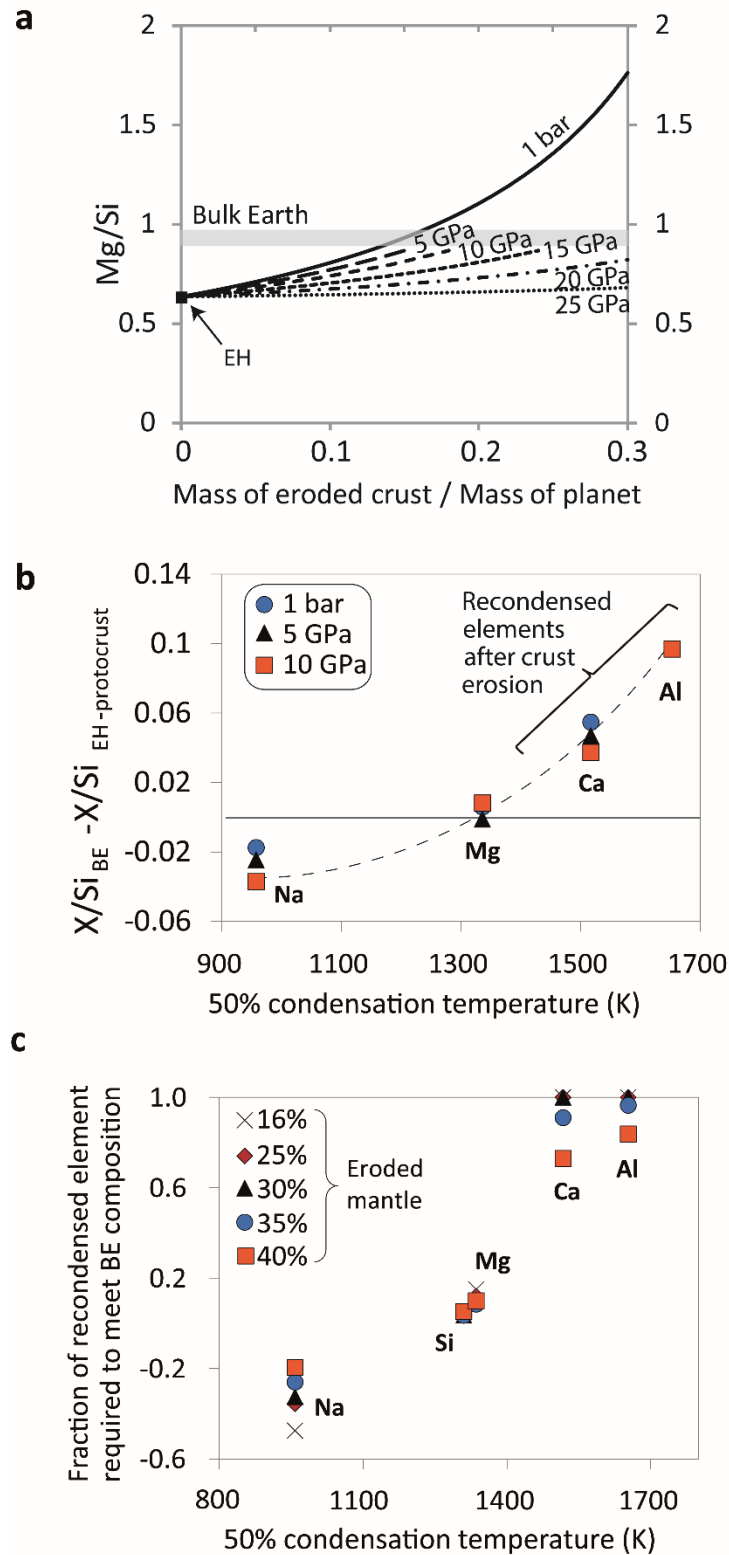 a
2
2
1.5
1.5
1 bar
Mg/Si
Bulk Earth
1
1
5 GPa
10 GPa
15 GPa
20 GPa
25 GPa
0.5
0.5
EH
0
0
0
0.1
0.2
0.3
Mass of eroded crust / Mass of planet
b
0.14
1 bar
5 GPa
10 GPa
Recondensed
elements
after crust
erosion
0.1
Al
0.06
Ca
0.02
Mg
-0.02
Na
-0.06
X/Si BE -X/Si EH-protocrust
900
1100
1300
1500
1700
50% condensation temperature (K)
c
1.0
16%
25%
30%
35%
40%
Eroded
mantle
Ca
Al
0.6
Mg
0.2
Si
-0.2
Na
-0.6
Fraction of recondensed element
required to meet BE composition
800
1100
1400
1700
50% condensation temperature (K)